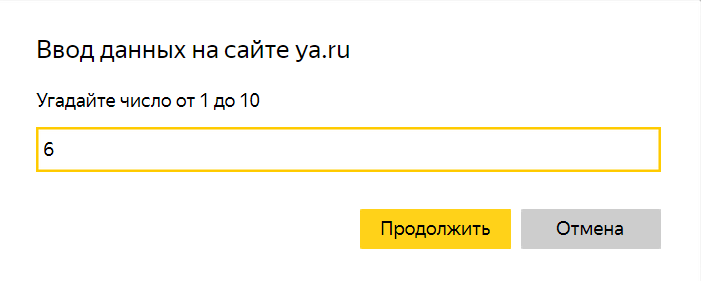 Ввод данных на сайте ya.ru
Угадайте число от 1 до 10
6
Продолжить Отмена